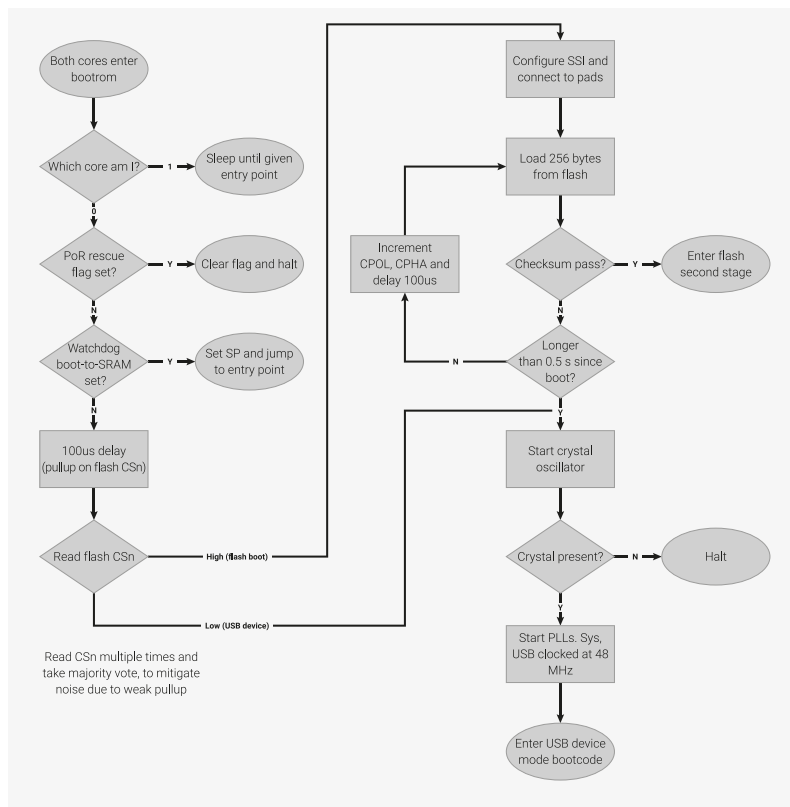 Both cores enter
bootrom
Which core am I?
1
Sleep until given
entry point
0
PoR rescue
flag set?
Y
Clear flag and halt
N
Watchdog
boot-to-SRAM
set?
Y
Set SP and jump
to entry point
N
100us delay
(pullup on flash CSn)
Read flash CSn
High (flash boot)
Low (USB device)
Read CSn multiple times and
take majority vote, to mitigate
noise due to weak pullup
Configure SSI and
connect to pads
Load 256 bytes
from flash
Increment
CPOL, CPHA and
delay 100us
Checksum pass?
Y
Enter flash
second stage
N
Longer
than 0.5 s since
boot?
N
Y
Start crystal
oscillator
Crystal present?
N
Halt
Y
Start PLLs. Sys,
USB clocked at 48
MHz
Enter USB device
mode bootcode